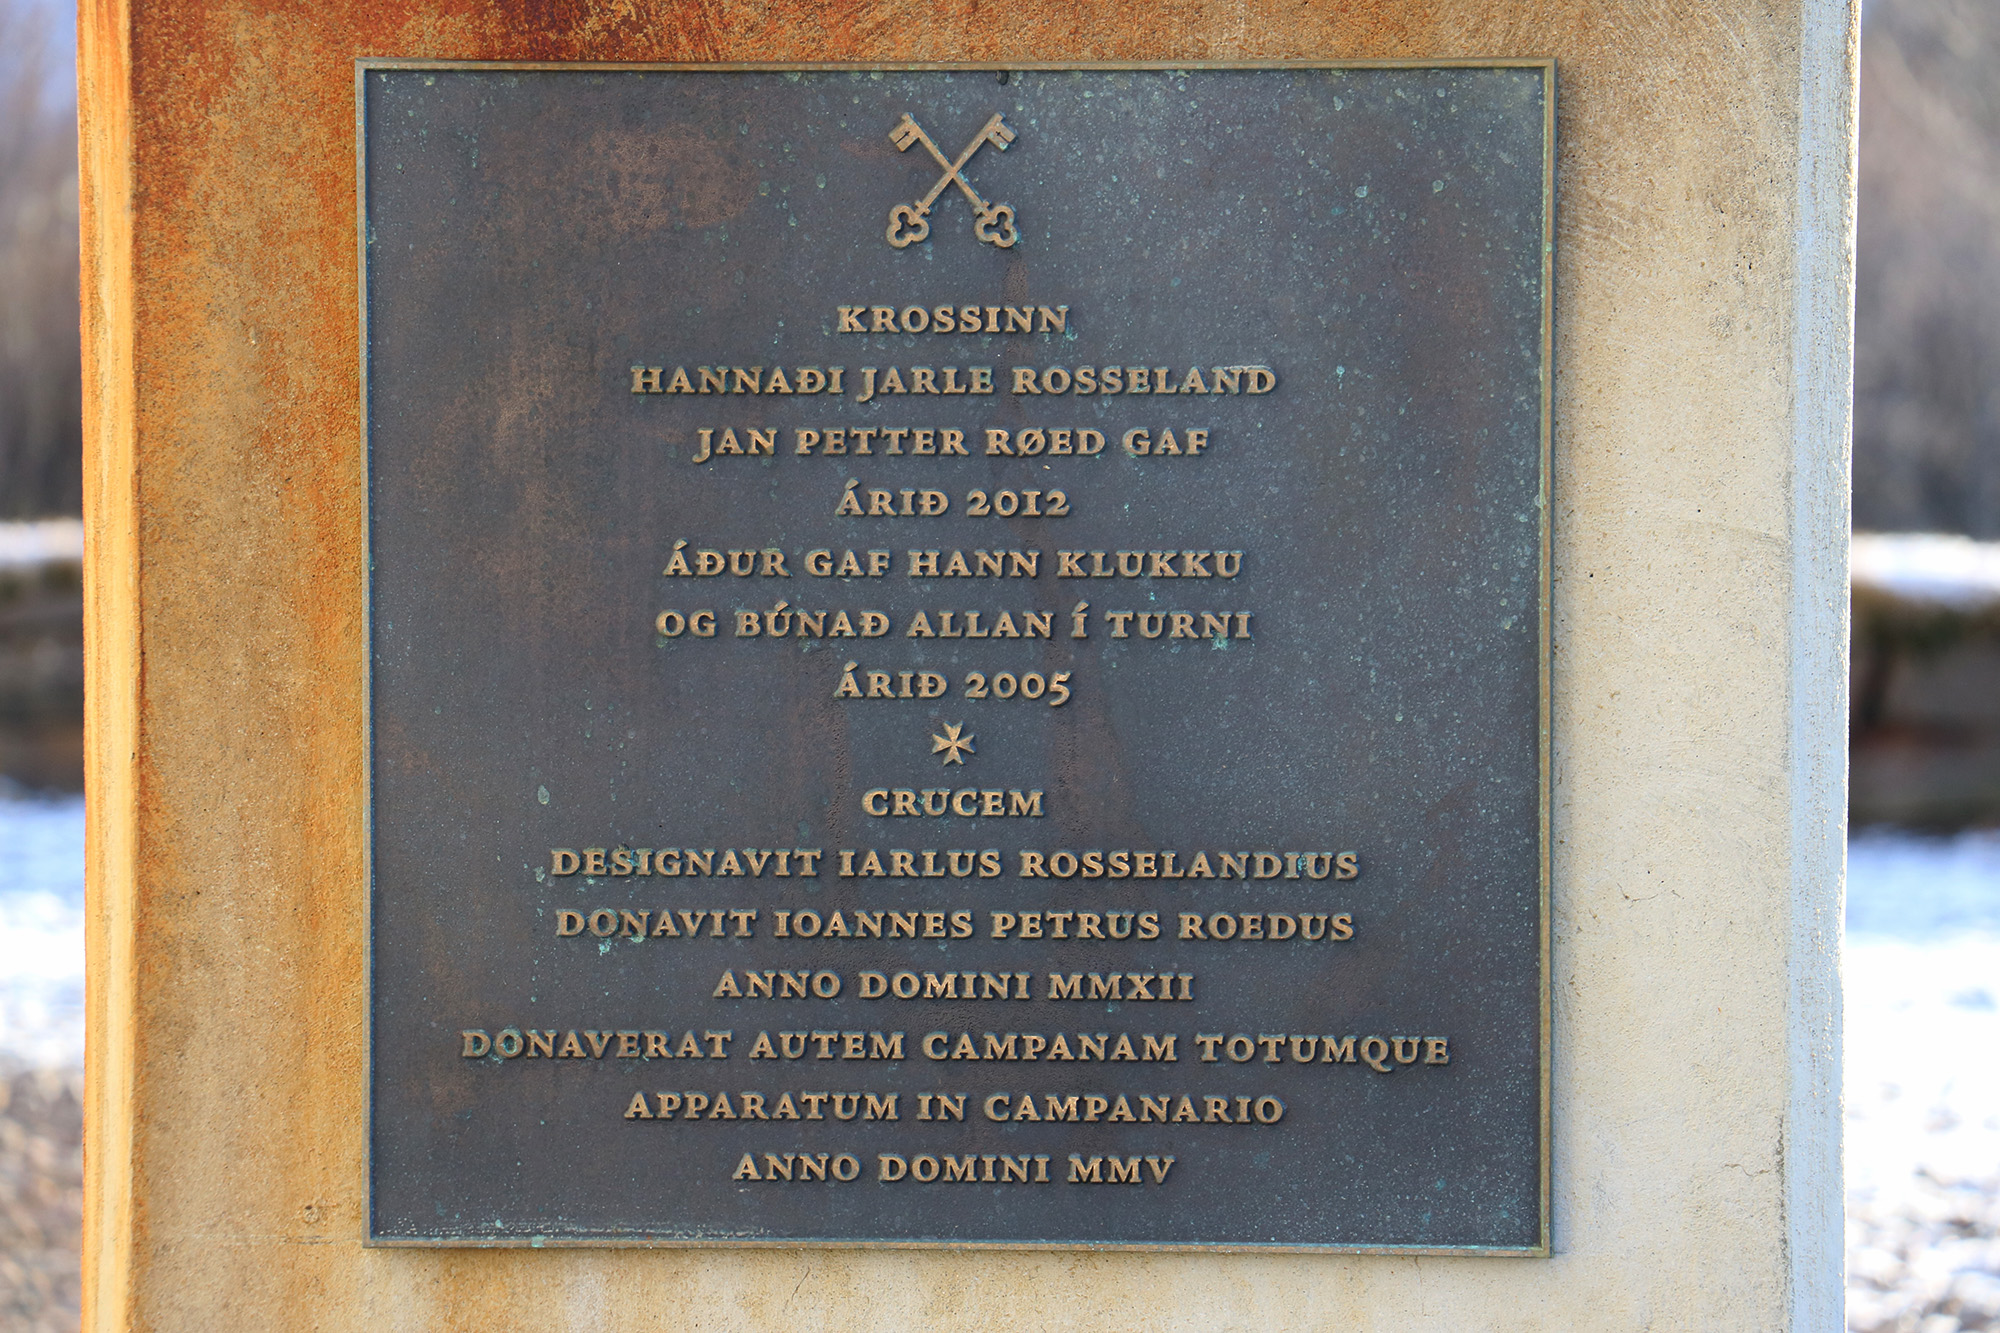 KROSSINN
HANNAÐI JARLE ROSSELAND
JAN PETTER RØED GAF
ÁRIÐ 2012
ÁÐUR GAF HANN KLUKKU
OG BÚNAÐ ALLAN Í TURNI
ÁRIÐ 2005
CRUCEM
DESIGNAVIT IARLUS ROSSELANDIUS
DONAVIT IOANNES PETRUS ROEDUS
ANNO DOMINI MMXII
DONAVERAT AUTEM CAMPANAM TOTUMQUE
APPARATUM IN CAMPANARIO
ANNO DOMINI MMV